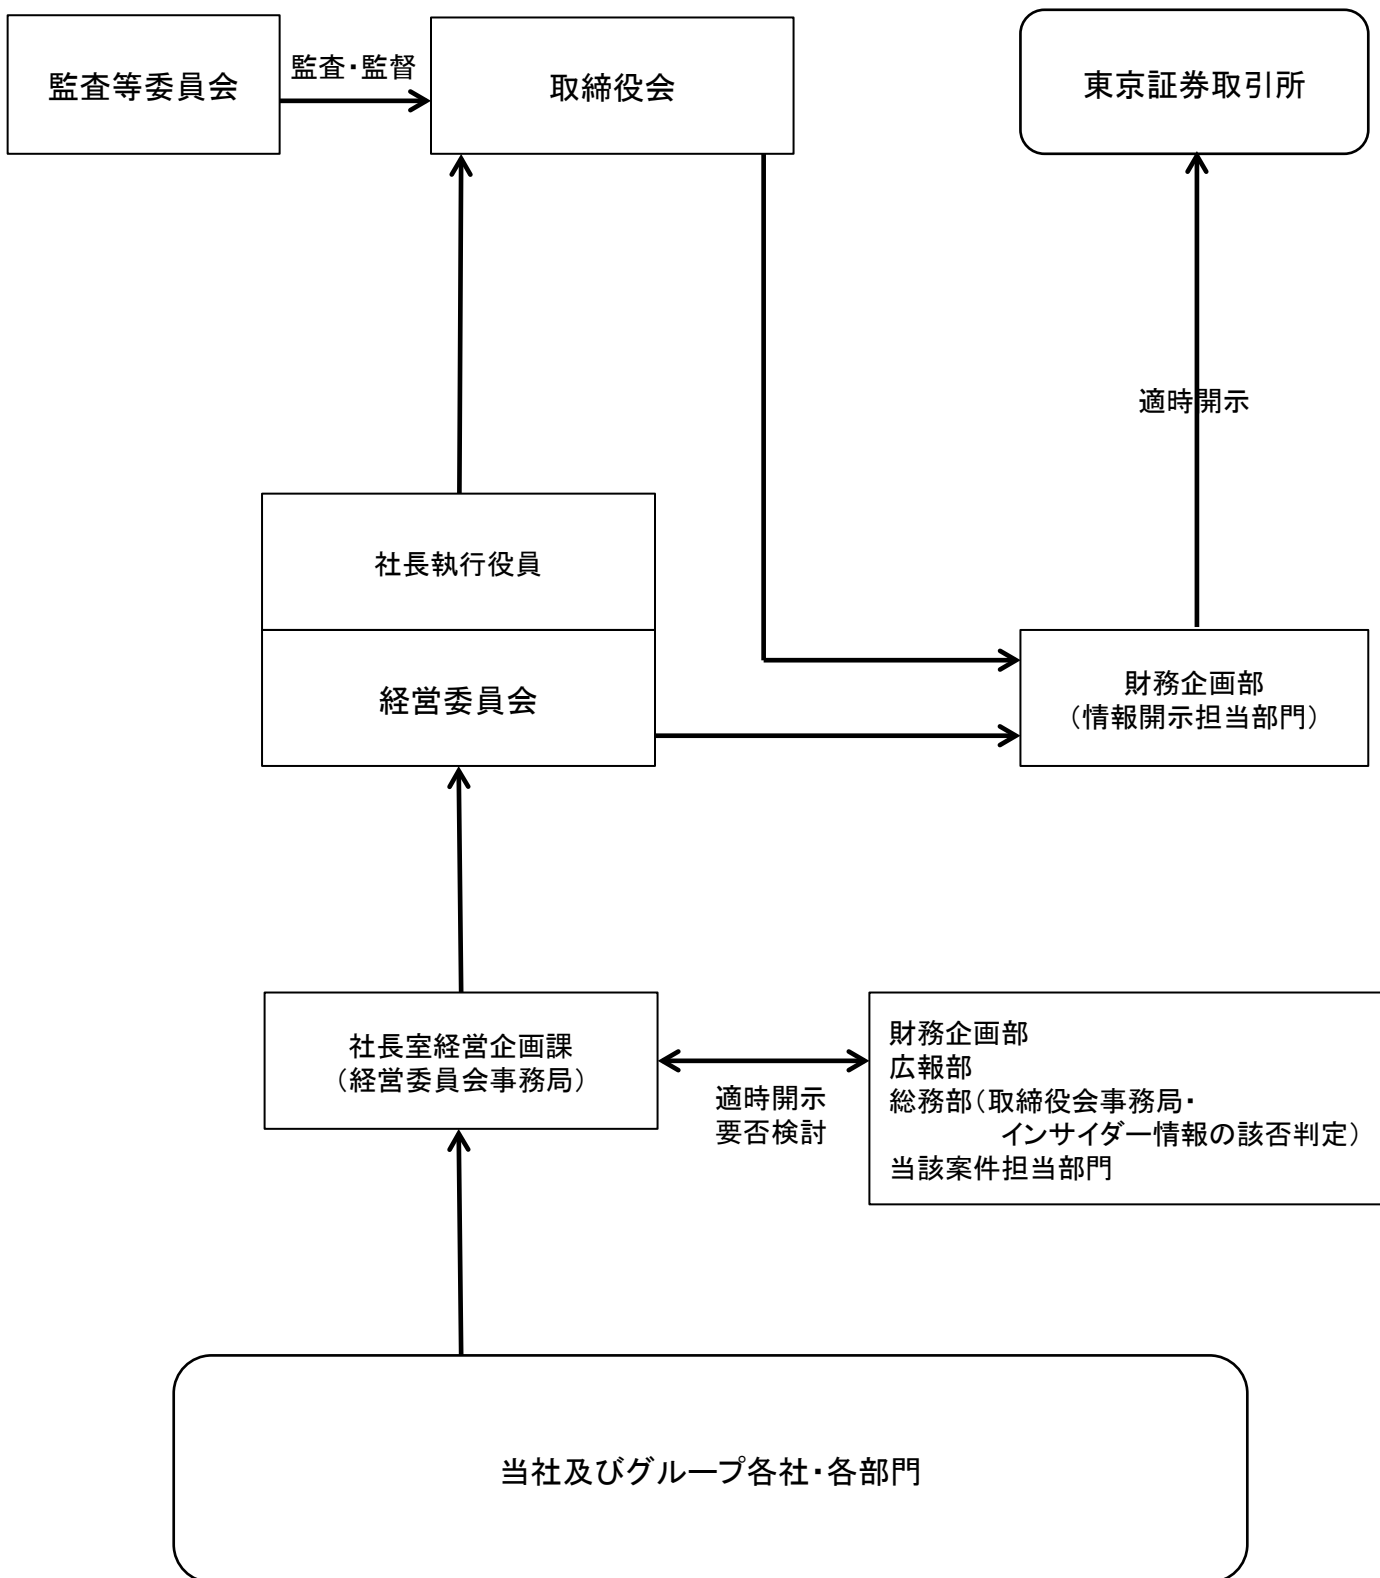 監査等委員会
監査・監督
取締役会
東京証券取引所
適時開示
社長執行役員
経営委員会
財務企画部
（情報開示担当部門）
社長室経営企画課
（経営委員会事務局）
適時開示
要否検討
財務企画部
広報部
総務部（取締役会事務局・
インサイダー情報の該否判定）
当該案件担当部門
当社及びグループ各社・各部門